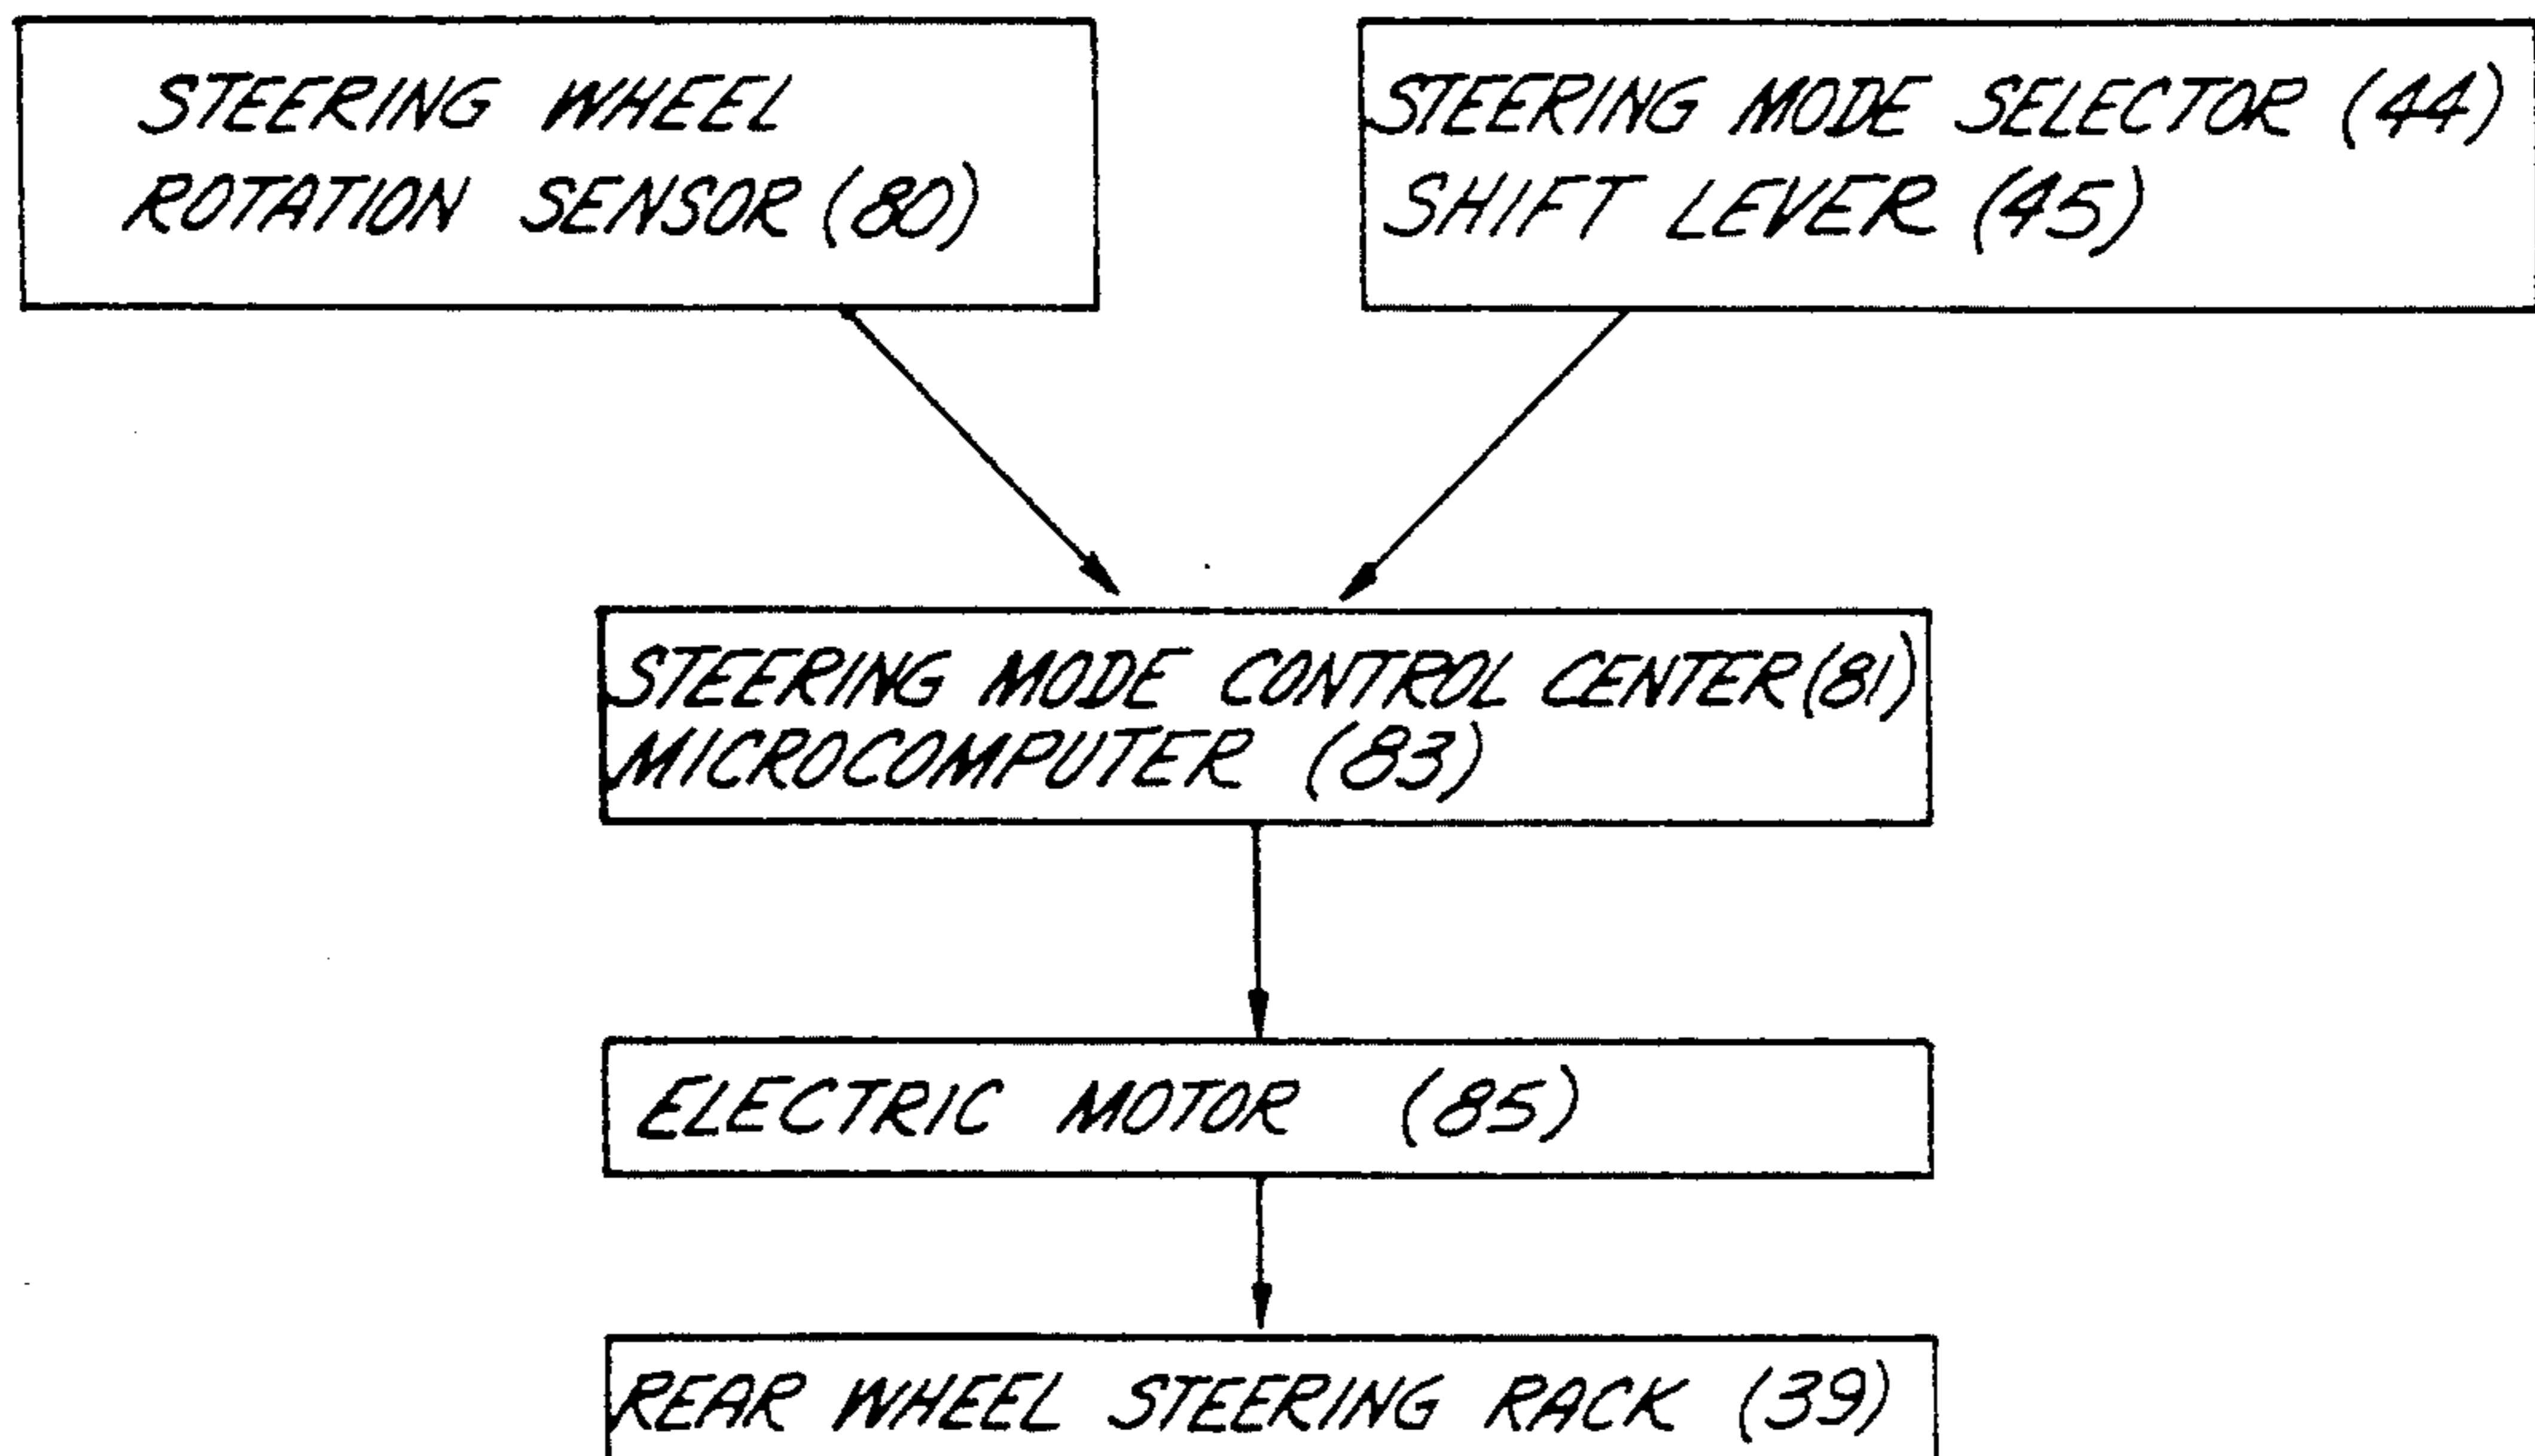 STEERING WHEEL
ROTATION SENSOR (80)
STEERING MODE SELECTOR (44)
SHIFT LEVER (45)
STEERING MODE CONTROL CENTER (81)
MICROCOMPUTER (83)
ELECTRIC MOTOR (85)
REAR WHEEL STEERING RACK (39)